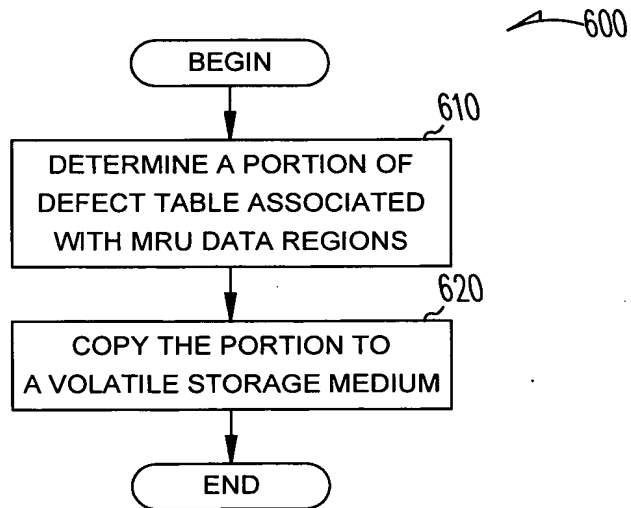 600
BEGIN
610
DETERMINE A PORTION OF
DEFECT TABLE ASSOCIATED
WITH MRU DATA REGIONS
620
COPY THE PORTION TO
A VOLATILE STORAGE MEDIUM
END